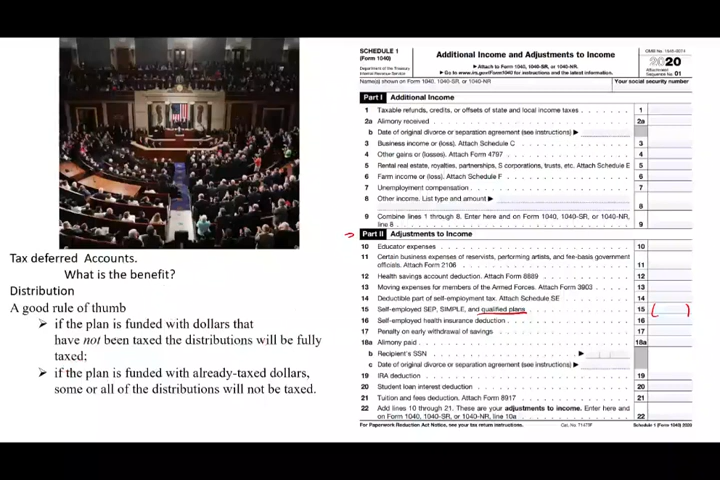 Tax deferred Accounts.
What is the benefit?
Distribution
A good rule of thumb
➤ if the plan is funded with dollars that
have not been taxed the distributions will be fully
taxed;
➤ if the plan is funded with already-taxed dollars,
some or all of the distributions will not be taxed.
SCHEDULE 1
(Form 1040)
Department of the Treasury
Internal Revenue Service
Additional Income and Adjustments to Income
▶ Attach to Form 1040, 1040-SR, or 1040-NR.
▶ Go to www.irs.gov/Form1040 for instructions and the latest information.
OMB No. 1545-0074
2020
Attachment
Sequence No. 01
Name(s) shown on Form 1040, 1040-SR, or 1040-NR
Your social security number
Part I Additional Income
1 Taxable refunds, credits, or offsets of state and local income taxes 1
2a Alimony received 2a
b Date of original divorce or separation agreement (see instructions) ▶
3 Business income or (loss). Attach Schedule C 3
4 Other gains or (losses). Attach Form 4797 4
5 Rental real estate, royalties, partnerships, S corporations, trusts, etc. Attach Schedule E 5
6 Farm income or (loss). Attach Schedule F 6
7 Unemployment compensation 7
8 Other income. List type and amount ▶
8
9 Combine lines 1 through 8. Enter here and on Form 1040, 1040-SR, or 1040-NR,
line 8 9
Part II Adjustments to Income
10 Educator expenses 10
11 Certain business expenses of reservists, performing artists, and fee-basis government
officials. Attach Form 2106 11
12 Health savings account deduction. Attach Form 8889 12
13 Moving expenses for members of the Armed Forces. Attach Form 3903 13
14 Deductible part of self-employment tax. Attach Schedule SE 14
15 Self-employed SEP, SIMPLE, and qualified plans 15 ( )
16 Self-employed health insurance deduction 16
17 Penalty on early withdrawal of savings 17
18a Alimony paid 18a
b Recipient's SSN ▶
c Date of original divorce or separation agreement (see instructions) ▶
19 IRA deduction 19
20 Student loan interest deduction 20
21 Tuition and fees deduction. Attach Form 8917 21
22 Add lines 10 through 21. These are your adjustments to income. Enter here and
on Form 1040, 1040-SR, or 1040-NR, line 10a 22
For Paperwork Reduction Act Notice, see your tax return instructions. Cat. No. 71479F Schedule 1 (Form 1040) 2020